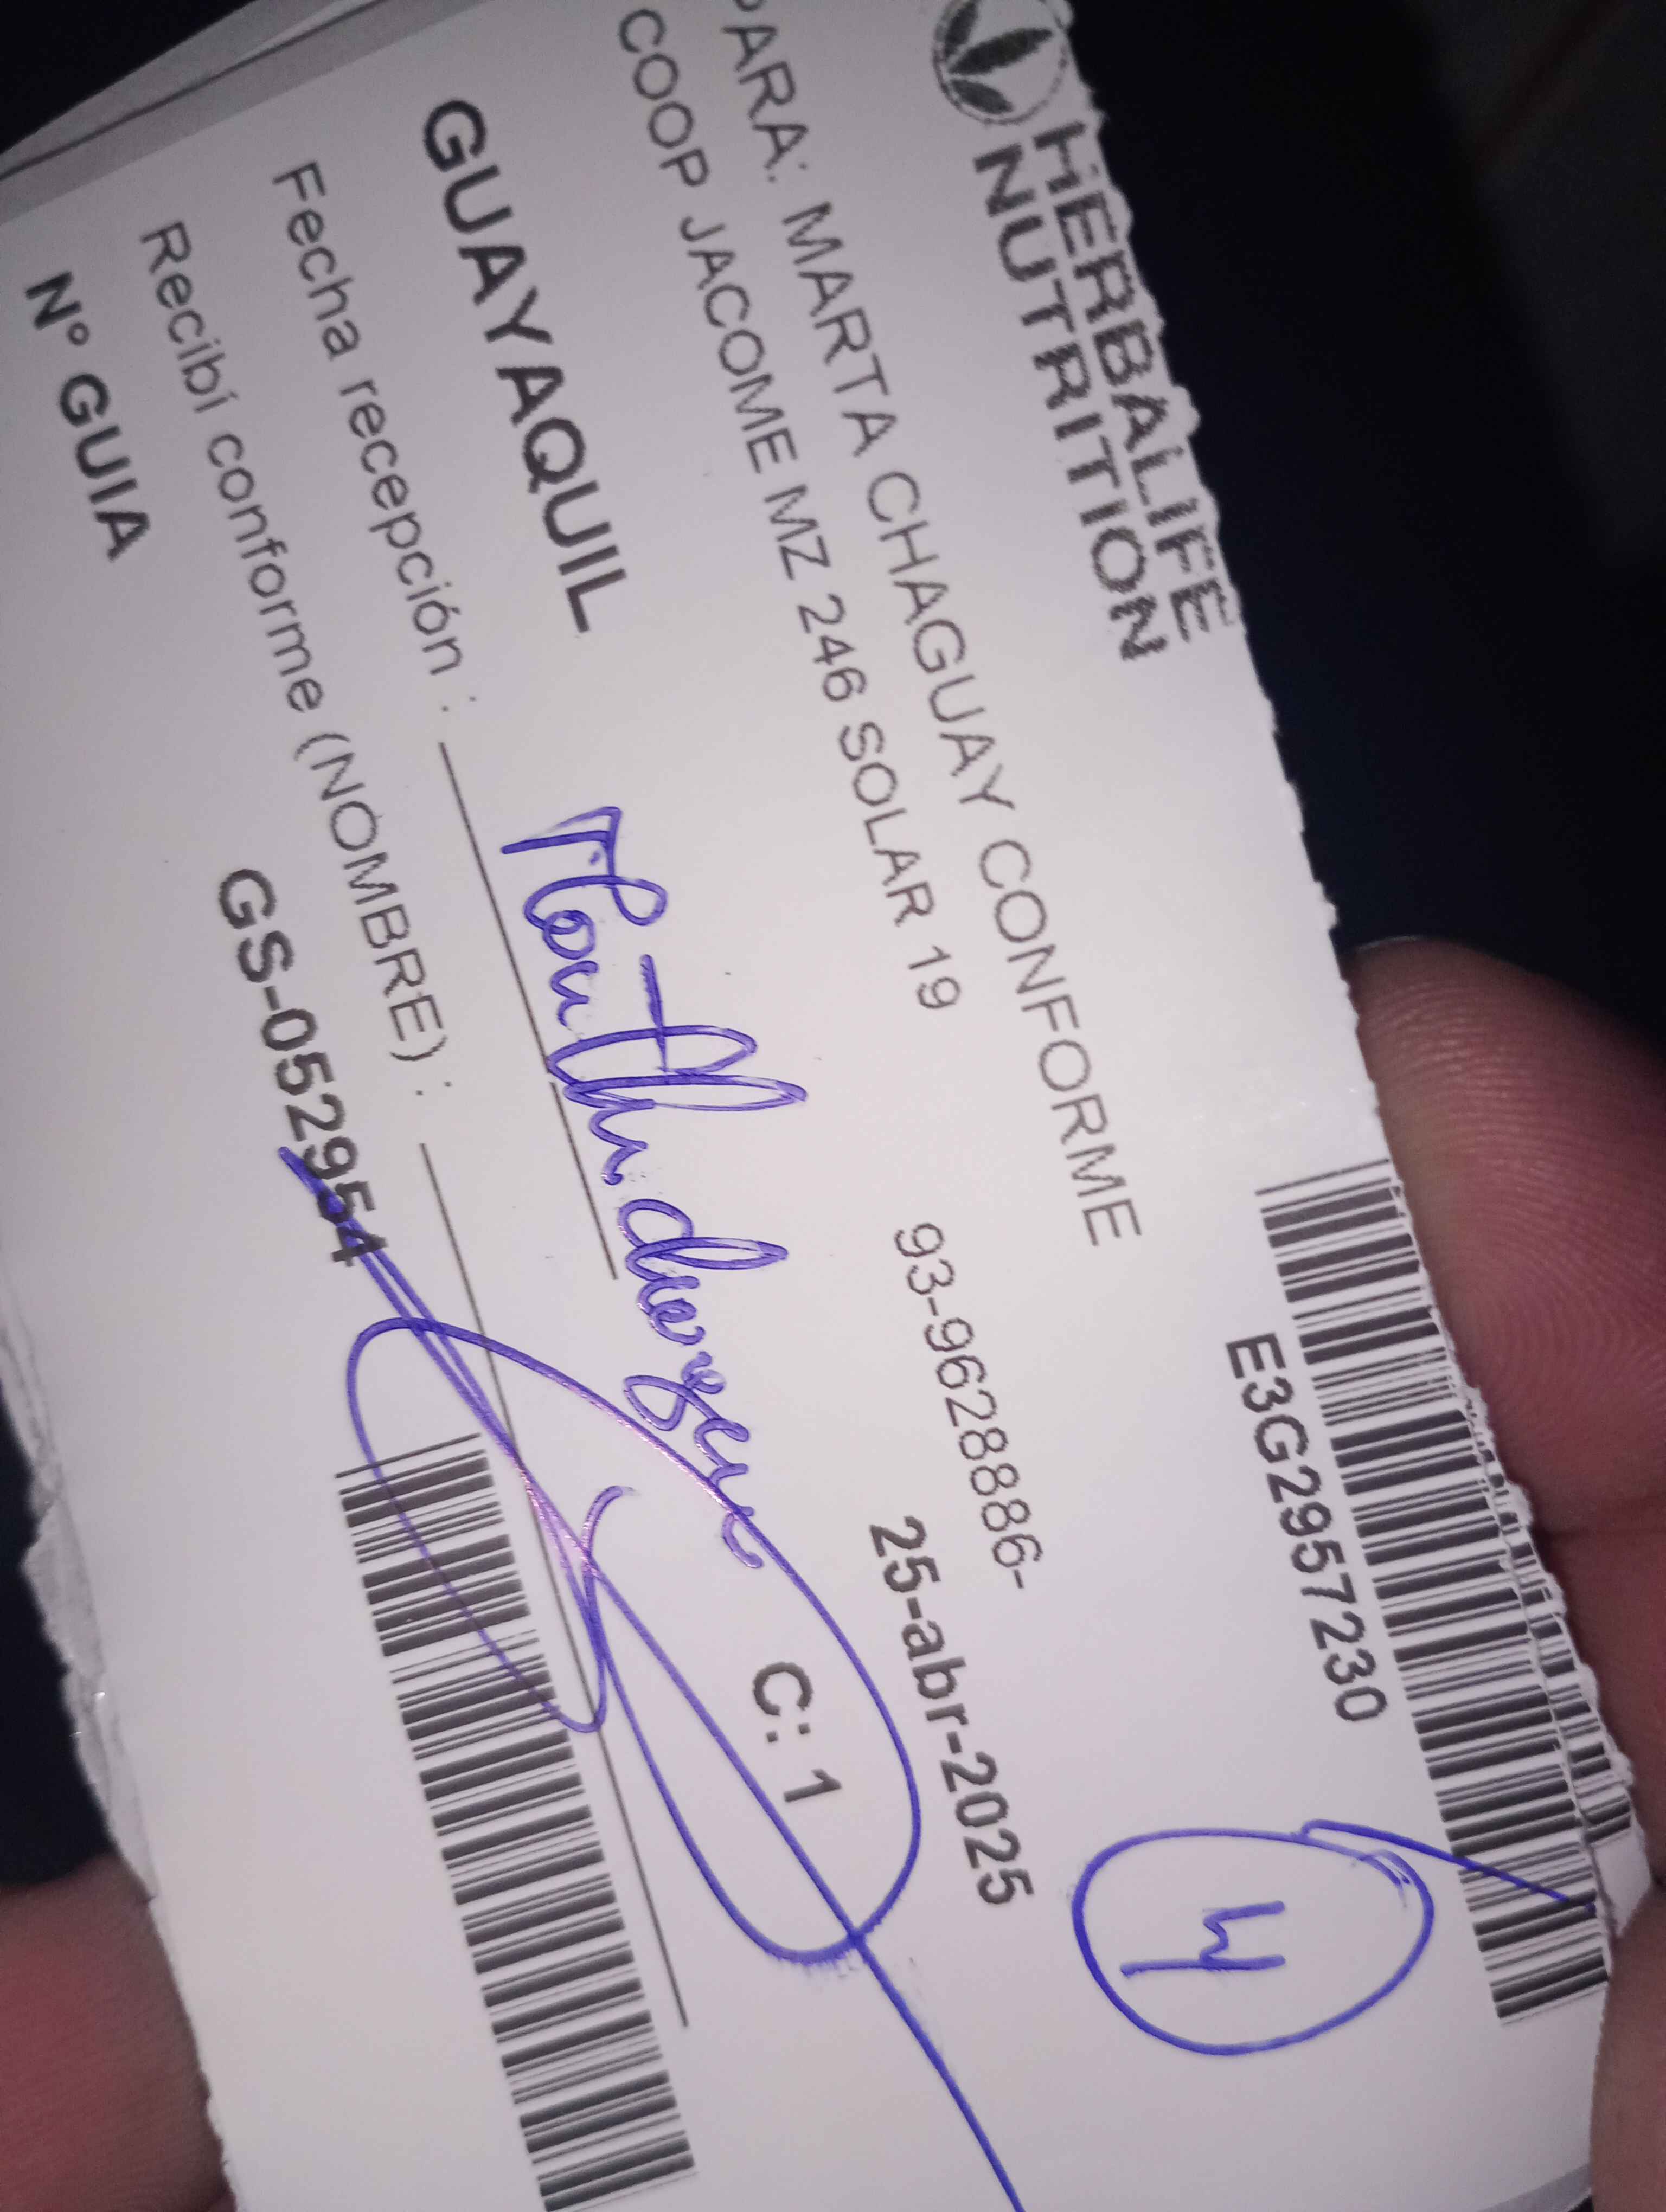 HERBALIFE
NUTRITION
E3G2957230
4
PARA: MARTA CHAGUAY CONFORME
COOP JACOME MZ 246 SOLAR 19
93-9628886-
25-abr-2025
GUAYAQUIL
C: 1
Fecha recepción :
Recibí conforme (NOMBRE) :
N° GUIA
GS-052954